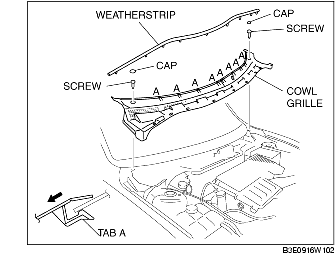 WEATHERSTRIP
CAP
SCREW
CAP
SCREW
A A A A A A A A
COWL
GRILLE
TAB A
B3E0916W102